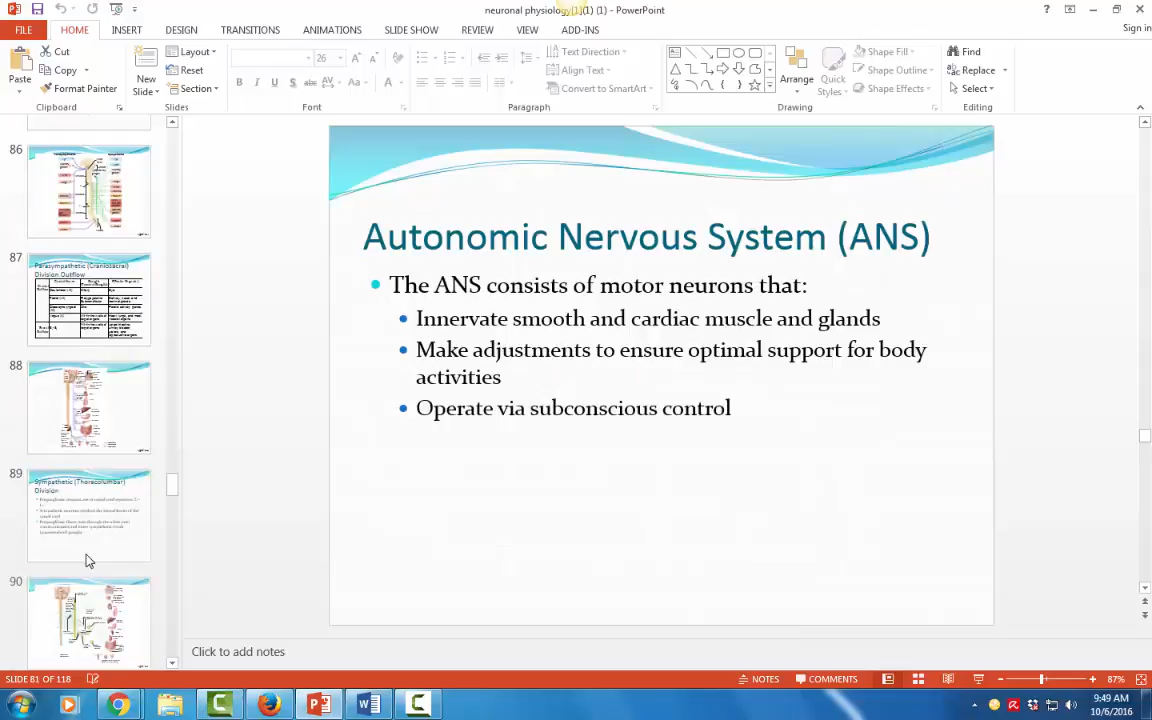 neuronal physiology(1)(1) (1) - PowerPoint
Sign in
FILE HOME INSERT DESIGN TRANSITIONS ANIMATIONS SLIDE SHOW REVIEW VIEW ADD-INS
Paste
Cut
Copy
Format Painter
Clipboard
New
Slide
Layout
Reset
Section
Slides
26
Font
Text Direction
Align Text
Convert to SmartArt
Paragraph
Arrange
Quick
Styles
Shape Fill
Shape Outline
Shape Effects
Drawing
Find
Replace
Select
Editing
86
87
Parasympathetic (Craniosacral)
Division Outflow
88
89
Sympathetic (Thoracolumbar)
Division
90
Autonomic Nervous System (ANS)
The ANS consists of motor neurons that:
Innervate smooth and cardiac muscle and glands
Make adjustments to ensure optimal support for body
activities
Operate via subconscious control
Click to add notes
SLIDE 81 OF 118
NOTES
COMMENTS
87%
9:49 AM
10/6/2016